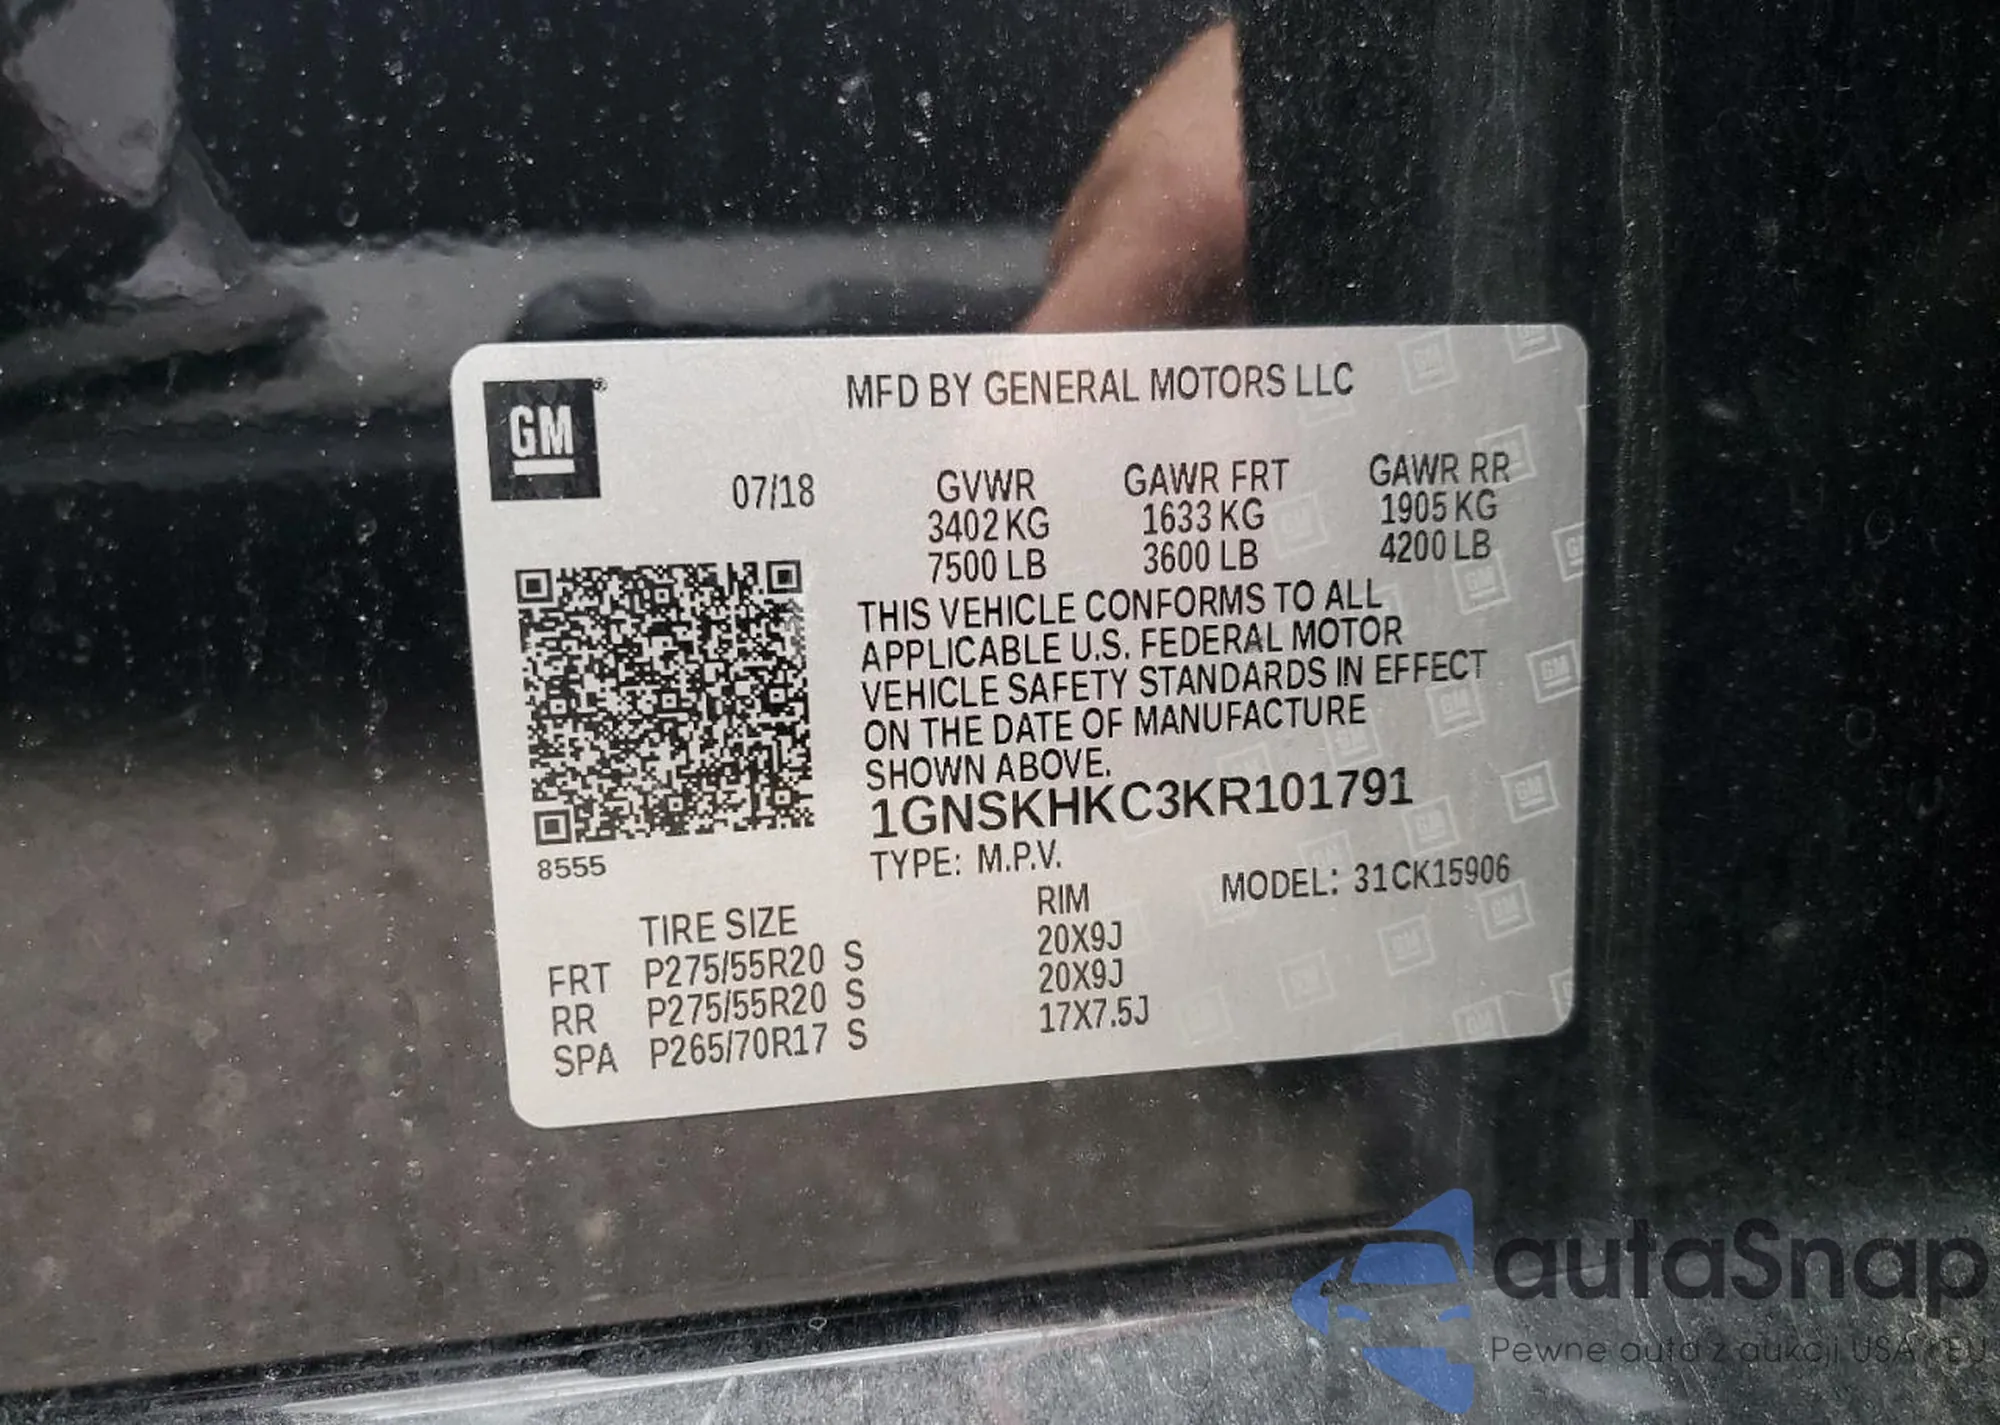 GM
MFD BY GENERAL MOTORS LLC
07/18
GVWR GAWR FRT GAWR RR
3402 KG 1633 KG 1905 KG
7500 LB 3600 LB 4200 LB
THIS VEHICLE CONFORMS TO ALL
APPLICABLE U.S. FEDERAL MOTOR
VEHICLE SAFETY STANDARDS IN EFFECT
ON THE DATE OF MANUFACTURE
SHOWN ABOVE.
1GNSKHKC3KR101791
8555
TYPE: M.P.V.
MODEL: 31CK15906
TIRE SIZE RIM
FRT P275/55R20 S 20X9J
RR P275/55R20 S 20X9J
SPA P265/70R17 S 17X7.5J
autaSnap
Pewne auta z aukcji USA i EU